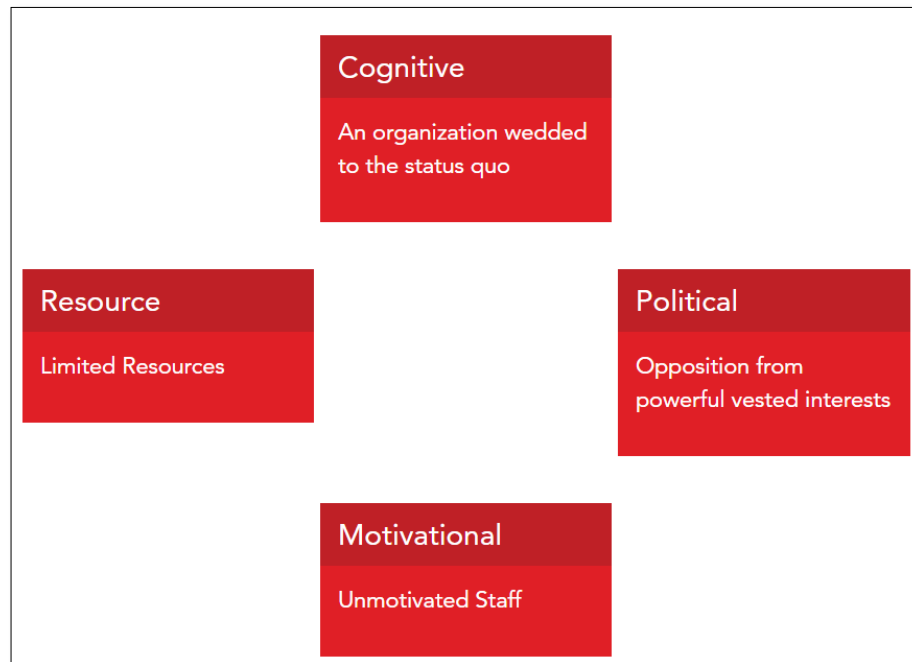 Cognitive
An organization wedded
to the status quo
Resource
Limited Resources
Political
Opposition from
powerful vested interests
Motivational
Unmotivated Staff